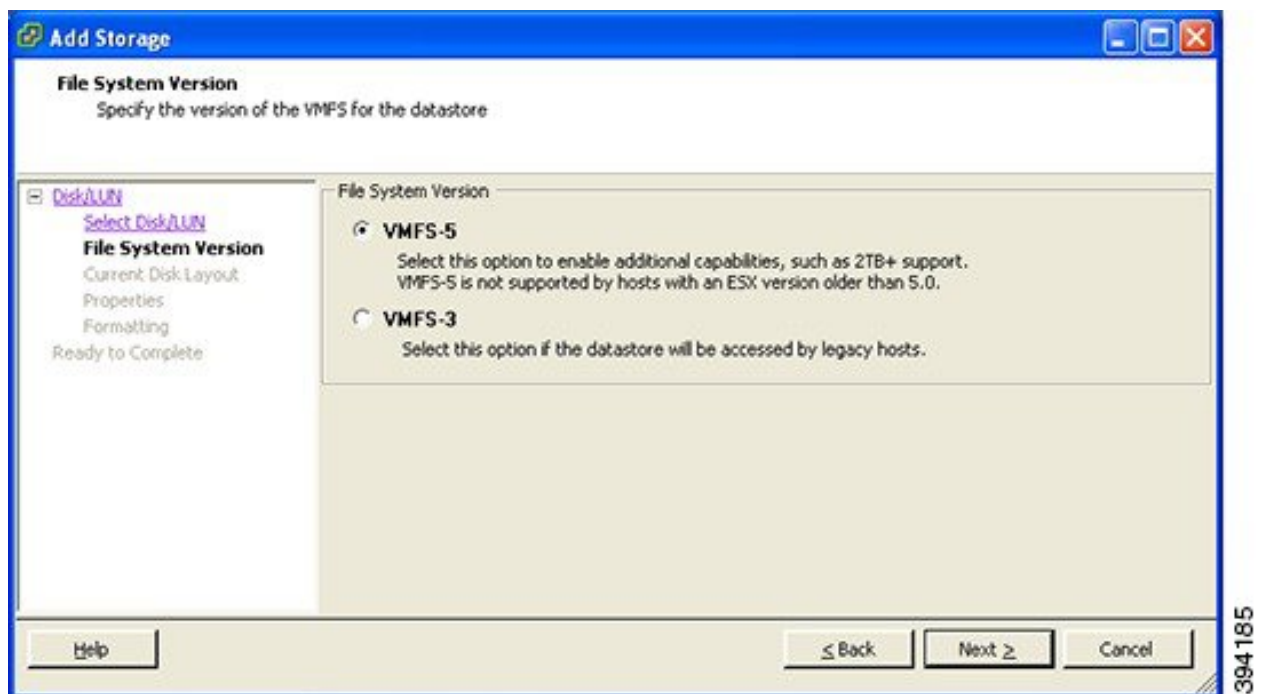 Add Storage
File System Version
Specify the version of the VMFS for the datastore
Disk/LUN
Select Disk/LUN
File System Version
Current Disk Layout
Properties
Formatting
Ready to Complete
File System Version
VMFS-5
Select this option to enable additional capabilities, such as 2TB+ support.
VMFS-5 is not supported by hosts with an ESX version older than 5.0.
VMFS-3
Select this option if the datastore will be accessed by legacy hosts.
Help
≤ Back
Next ≥
Cancel
394185